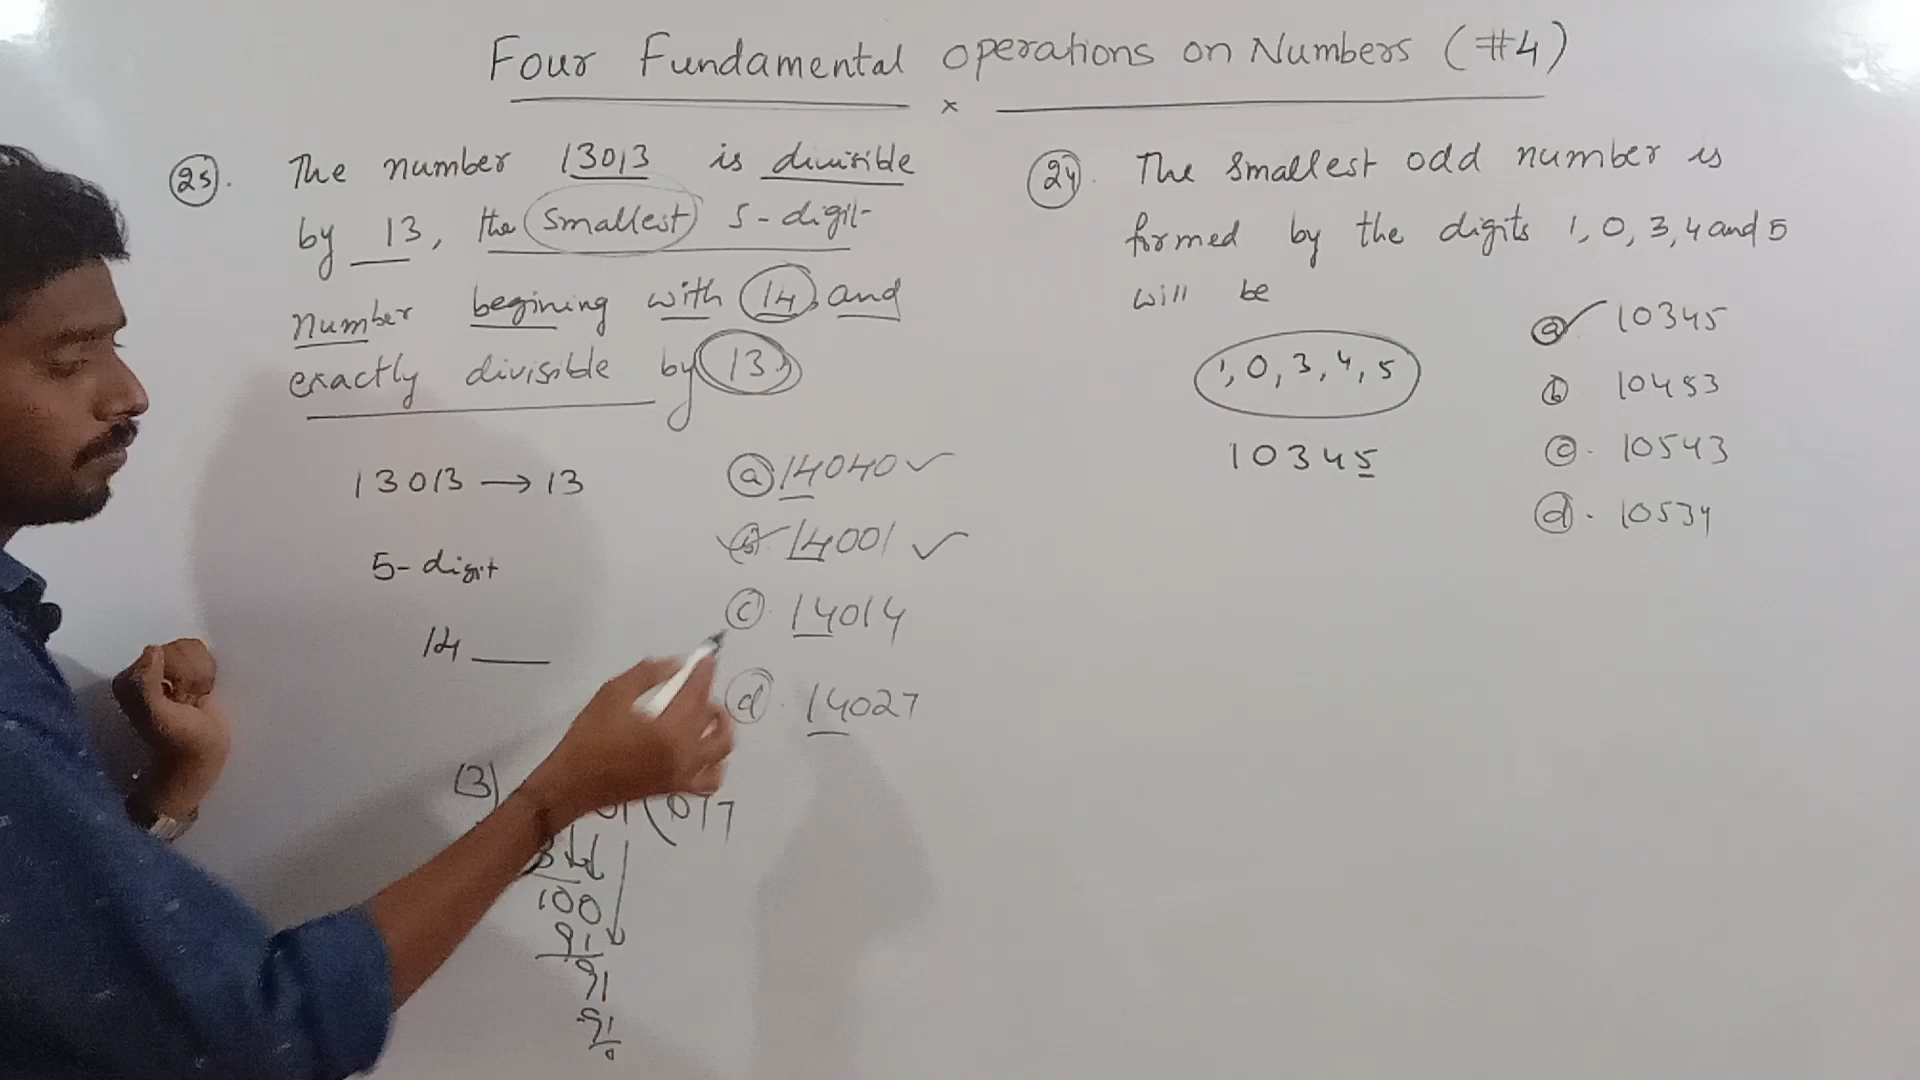 Four Fundamental operations on Numbers (#4)
x
25. The number 13013 is divisible
by 13, the smallest 5-digit
number begining with 14, and
exactly divisible by 13,
13013 → 13
5-digit
14 ___
a 14040 ✓
b 14001 ✓
c. 14014
d. 14027
13) (1077
100
91
91
91
0
24. The smallest odd number is
formed by the digits 1, 0, 3, 4 and 5
will be
1, 0, 3, 4, 5
10345
a ✓ 10345
b 10453
c. 10543
d. 10534